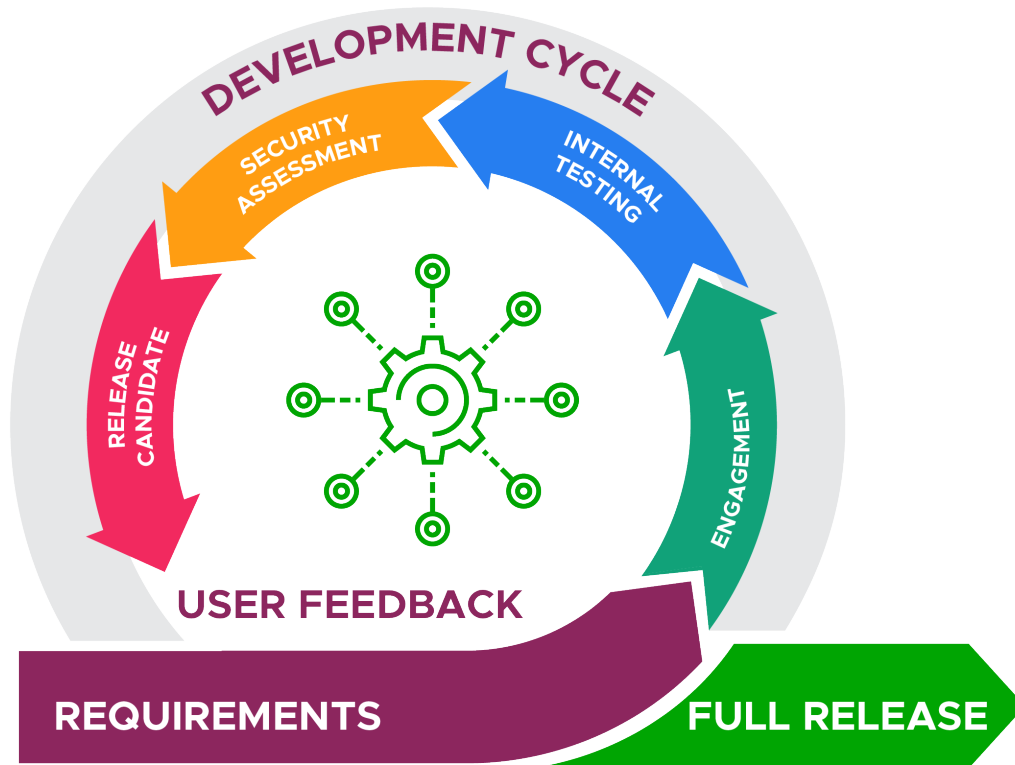 DEVELOPMENT CYCLE
SECURITY
ASSESSMENT
INTERNAL
TESTING
RELEASE
CANDIDATE
ENGAGEMENT
USER FEEDBACK
REQUIREMENTS
FULL RELEASE